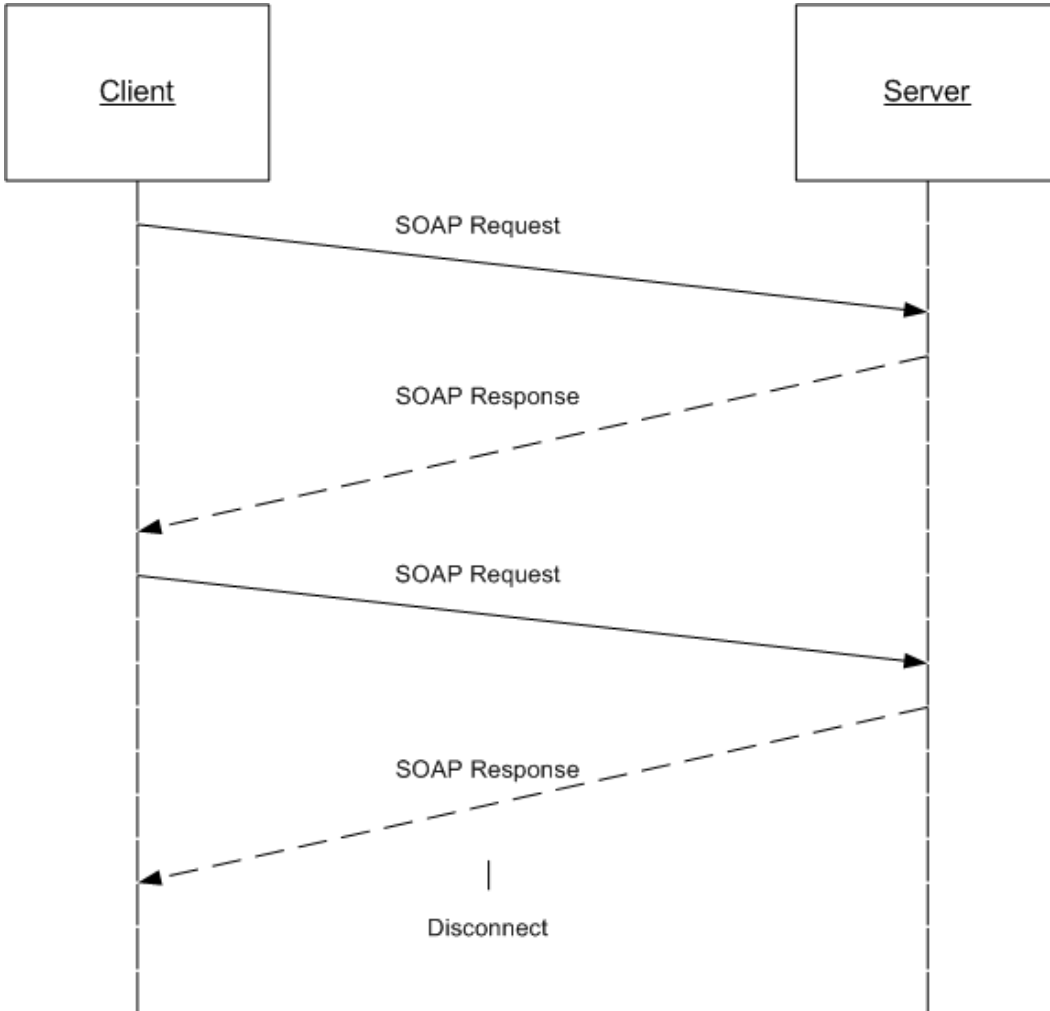 Client
Server
SOAP Request
SOAP Response
SOAP Request
SOAP Response
Disconnect